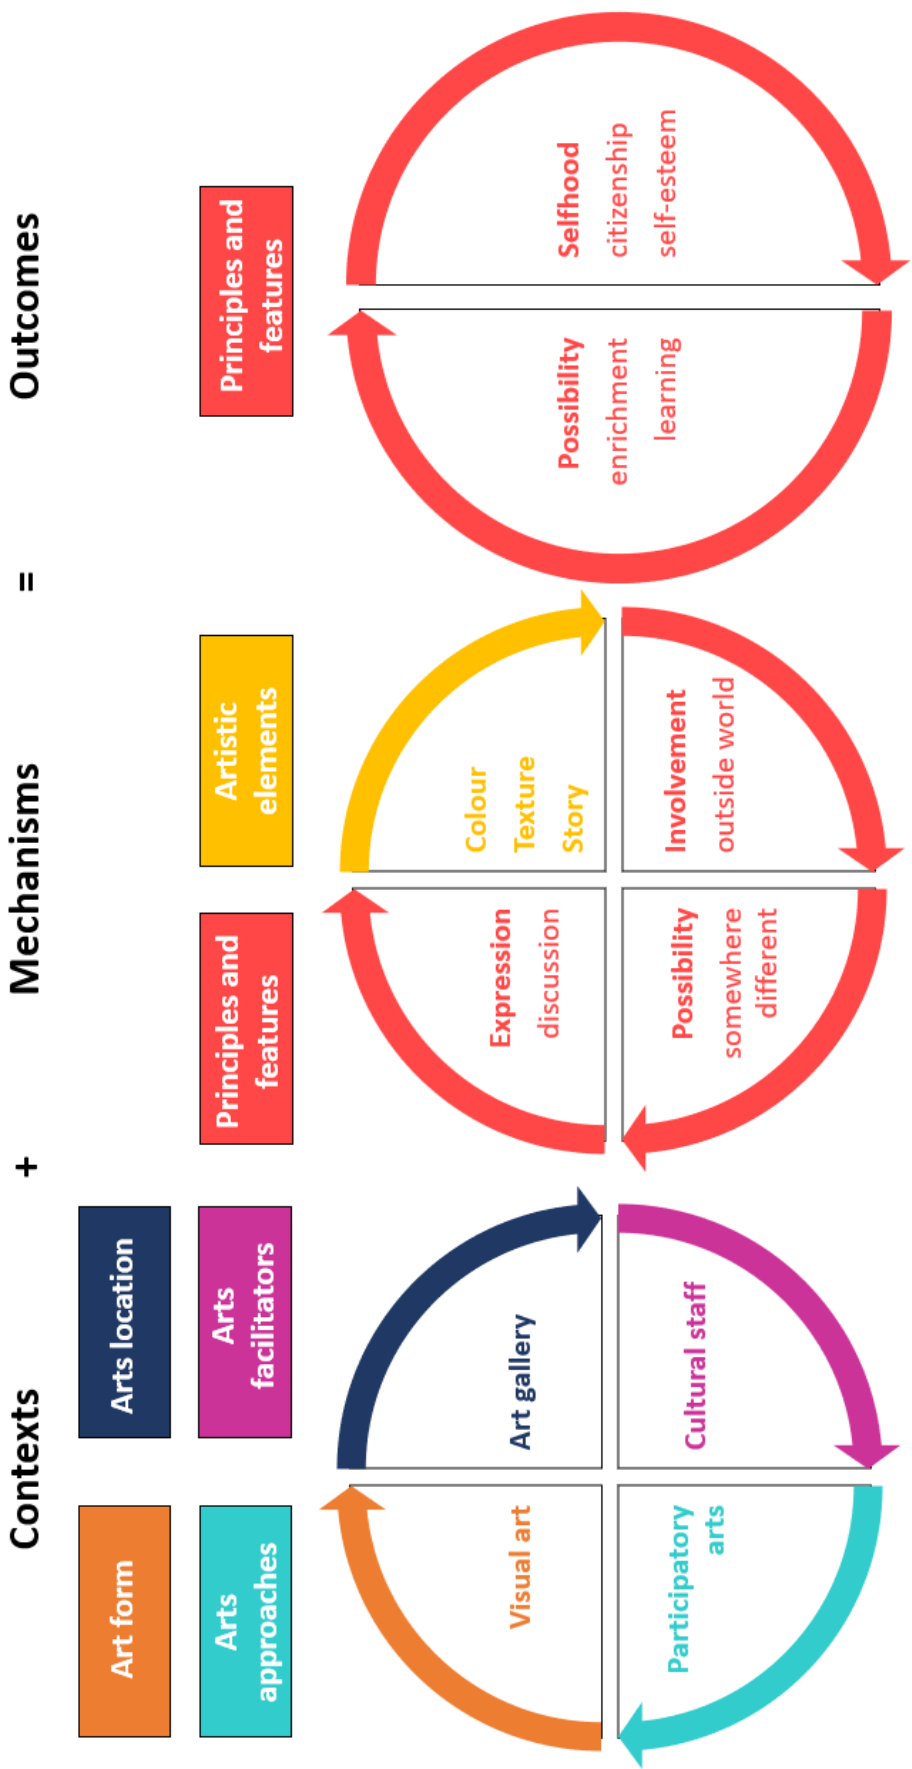 Contexts
+
Mechanisms
=
Outcomes
Art form
Arts location
Arts
approaches
Arts
facilitators
Principles and
features
Artistic
elements
Principles and
features
Visual art
Art gallery
Participatory
arts
Cultural staff
Expression
discussion
Colour
Texture
Story
Possibility
somewhere
different
Involvement
outside world
Possibility
enrichment
learning
Selfhood
citizenship
self-esteem